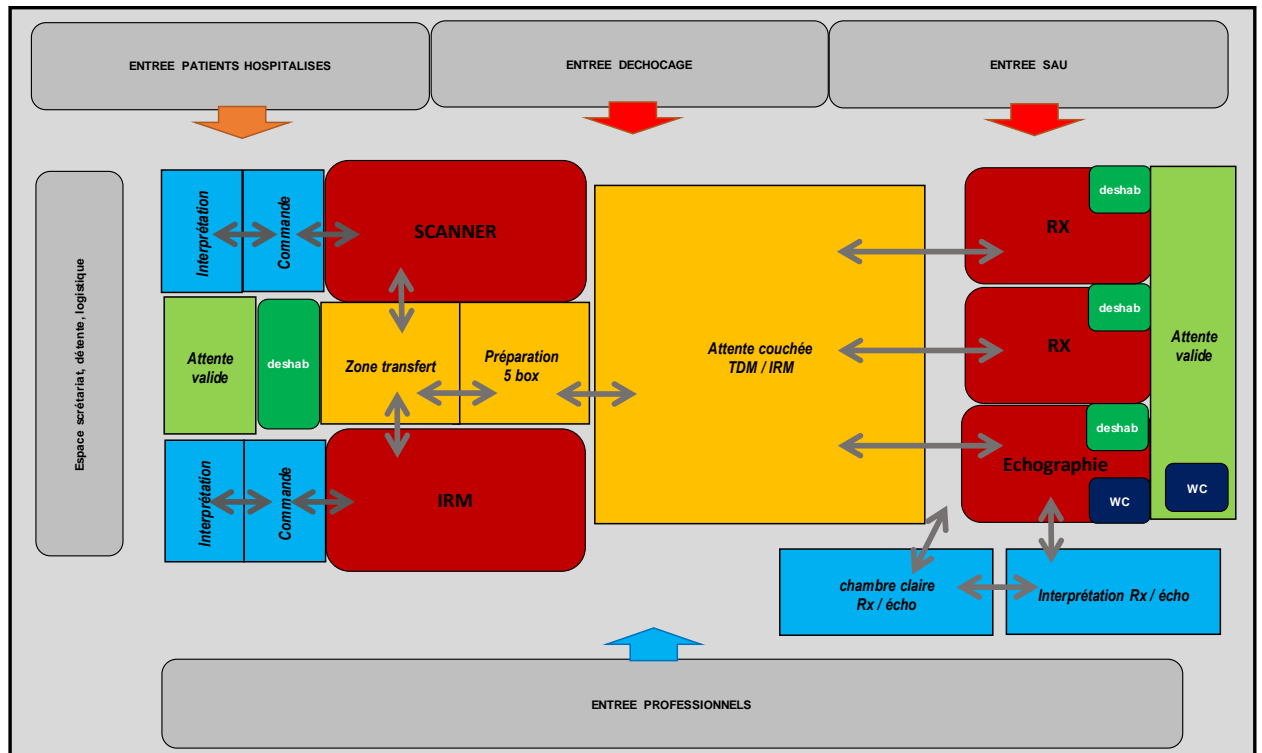 ENTREE PATIENTS HOSPITALISES
ENTREE DECHOCAGE
ENTREE SAU
Espace scrétariat, détente, logistique
Interprétation
Commande
SCANNER
RX
deshab
Attente
valide
deshab
Zone transfert
Préparation
5 box
Attente couchée
TDM / IRM
RX
deshab
Attente
valide
Interprétation
Commande
IRM
Echographie
deshab
WC
WC
chambre claire
Rx / écho
Interprétation Rx / écho
ENTREE PROFESSIONNELS